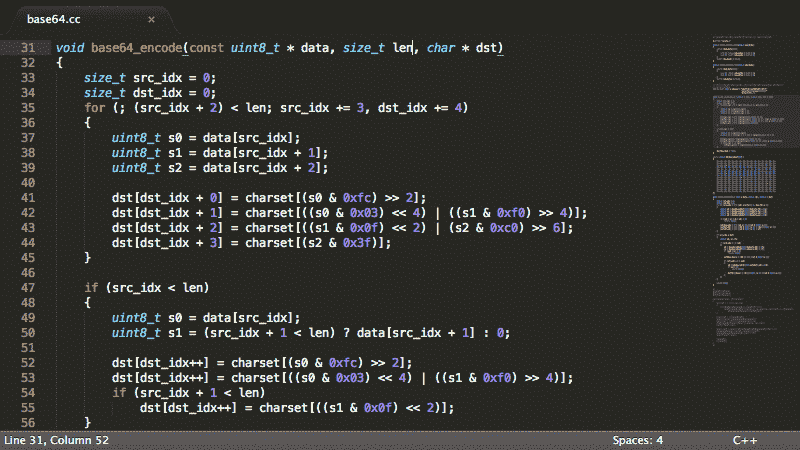 base64.cc ×
31 void base64_encode(const uint8_t * data, size_t len, char * dst)
32 {
33     size_t src_idx = 0;
34     size_t dst_idx = 0;
35     for (; (src_idx + 2) < len; src_idx += 3, dst_idx += 4)
36     {
37         uint8_t s0 = data[src_idx];
38         uint8_t s1 = data[src_idx + 1];
39         uint8_t s2 = data[src_idx + 2];
40
41         dst[dst_idx + 0] = charset[(s0 & 0xfc) >> 2];
42         dst[dst_idx + 1] = charset[((s0 & 0x03) << 4) | ((s1 & 0xf0) >> 4)];
43         dst[dst_idx + 2] = charset[((s1 & 0x0f) << 2) | (s2 & 0xc0) >> 6];
44         dst[dst_idx + 3] = charset[(s2 & 0x3f)];
45     }
46
47     if (src_idx < len)
48     {
49         uint8_t s0 = data[src_idx];
50         uint8_t s1 = (src_idx + 1 < len) ? data[src_idx + 1] : 0;
51
52         dst[dst_idx++] = charset[(s0 & 0xfc) >> 2];
53         dst[dst_idx++] = charset[((s0 & 0x03) << 4) | ((s1 & 0xf0) >> 4)];
54         if (src_idx + 1 < len)
55             dst[dst_idx++] = charset[((s1 & 0x0f) << 2)];
56     }
Line 31, Column 52 Spaces: 4 C++